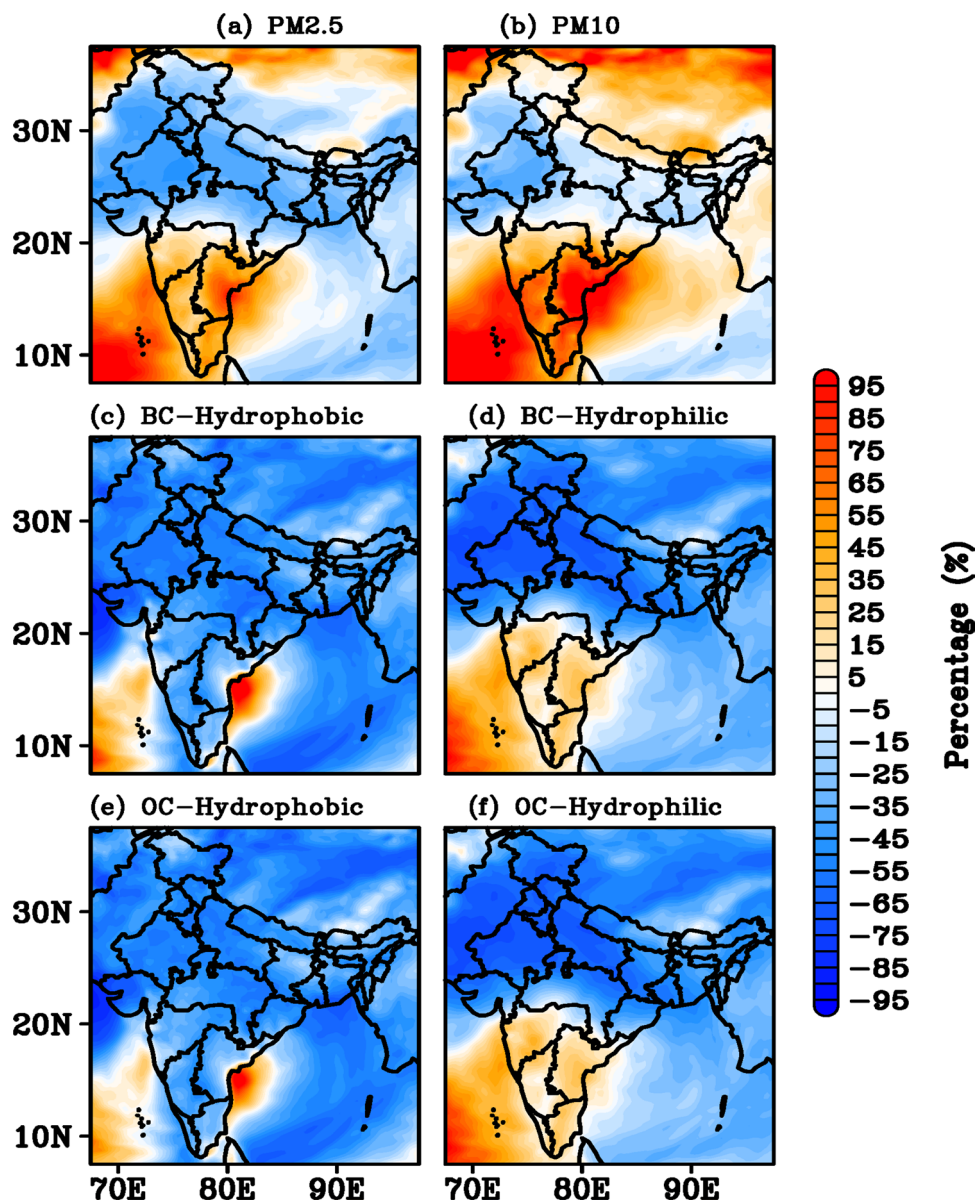 (a) PM2.5
(b) PM10
30N
20N
10N
(c) BC−Hydrophobic
(d) BC−Hydrophilic
30N
20N
10N
(e) OC−Hydrophobic
(f) OC−Hydrophilic
30N
20N
10N
70E 80E 90E
70E 80E 90E
95
85
75
65
55
45
35
25
15
5
−5
−15
−25
−35
−45
−55
−65
−75
−85
−95
Percentage (%)